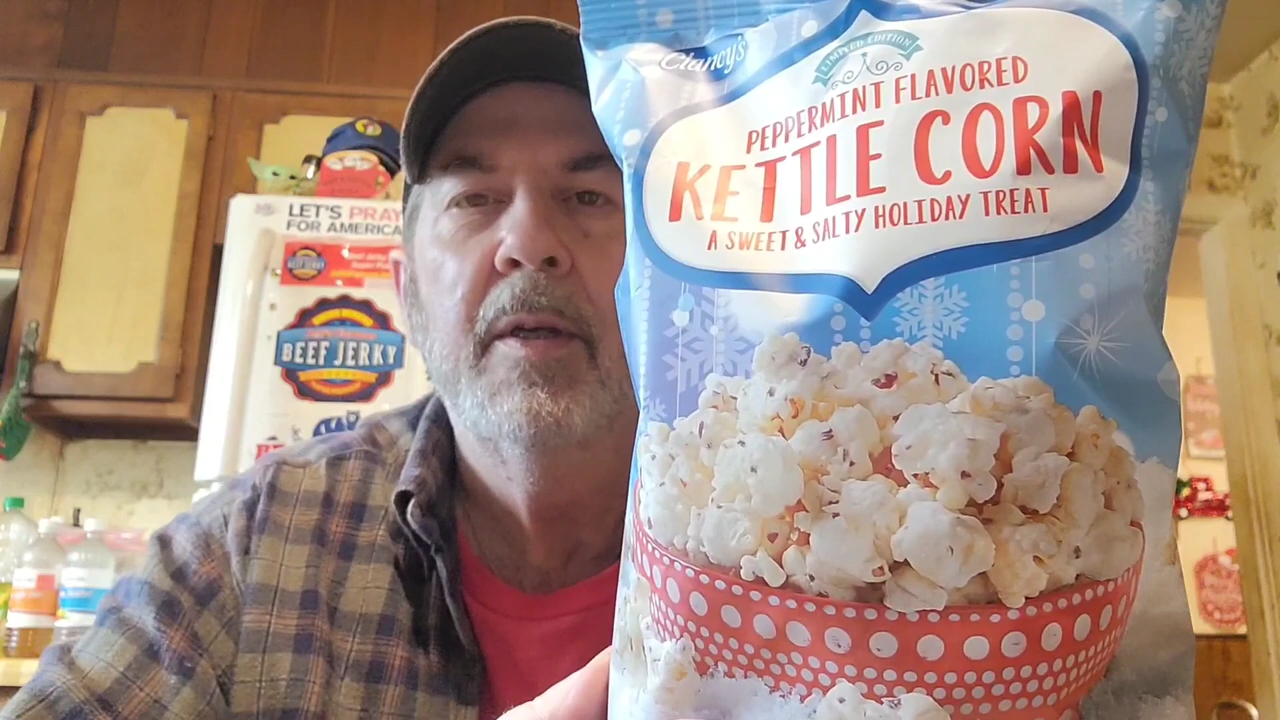 Clancy's
LIMITED EDITION
PEPPERMINT FLAVORED
KETTLE CORN
A SWEET & SALTY HOLIDAY TREAT
LET'S PRAY
FOR AMERICA
BEEF JERKY